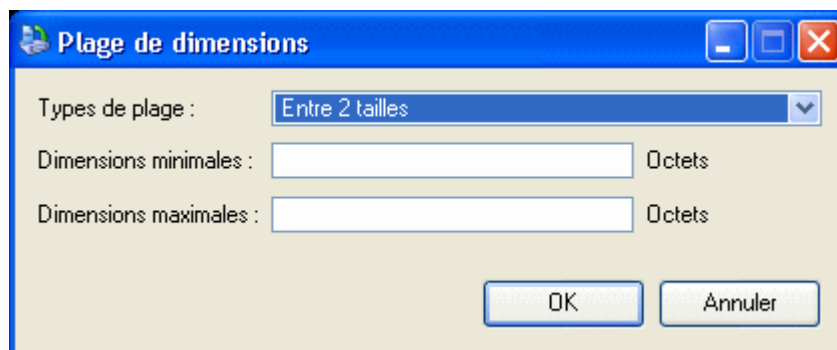 Plage de dimensions
Types de plage : Entre 2 tailles
Dimensions minimales : Octets
Dimensions maximales : Octets
OK Annuler